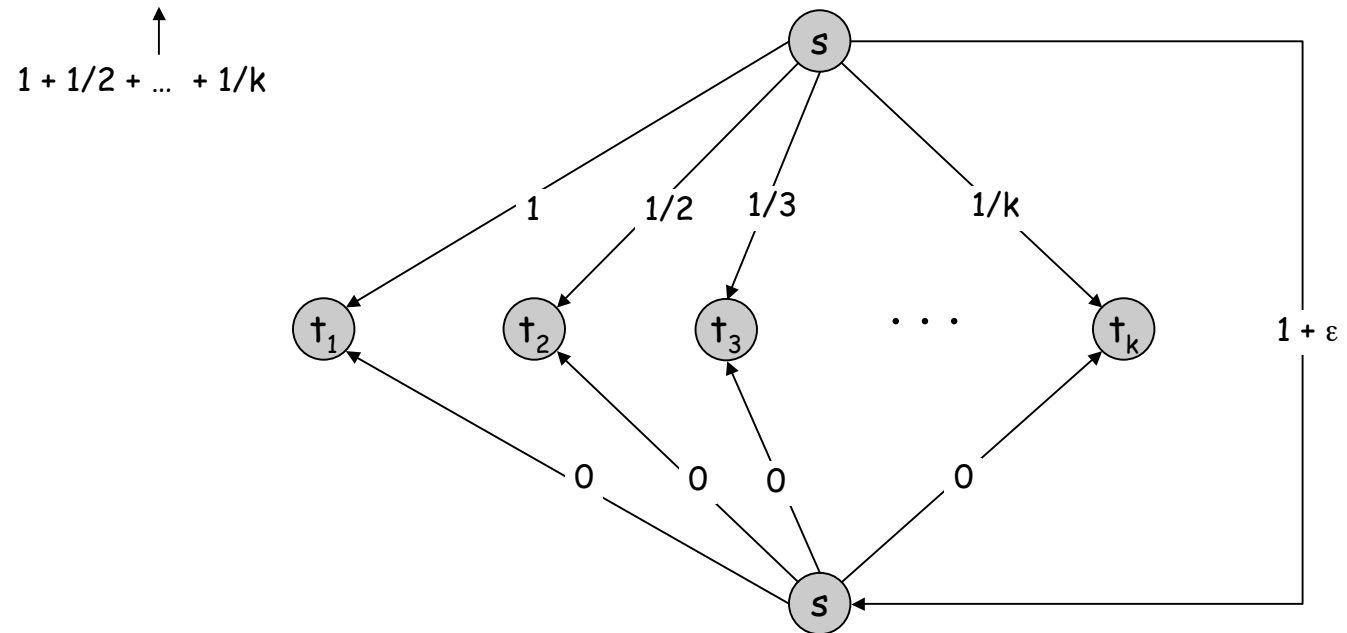 1 + 1/2 + … + 1/k
s
1
1/2
1/3
1/k
t1
t2
t3
. . .
tk
1 + ε
0
0
0
0
s